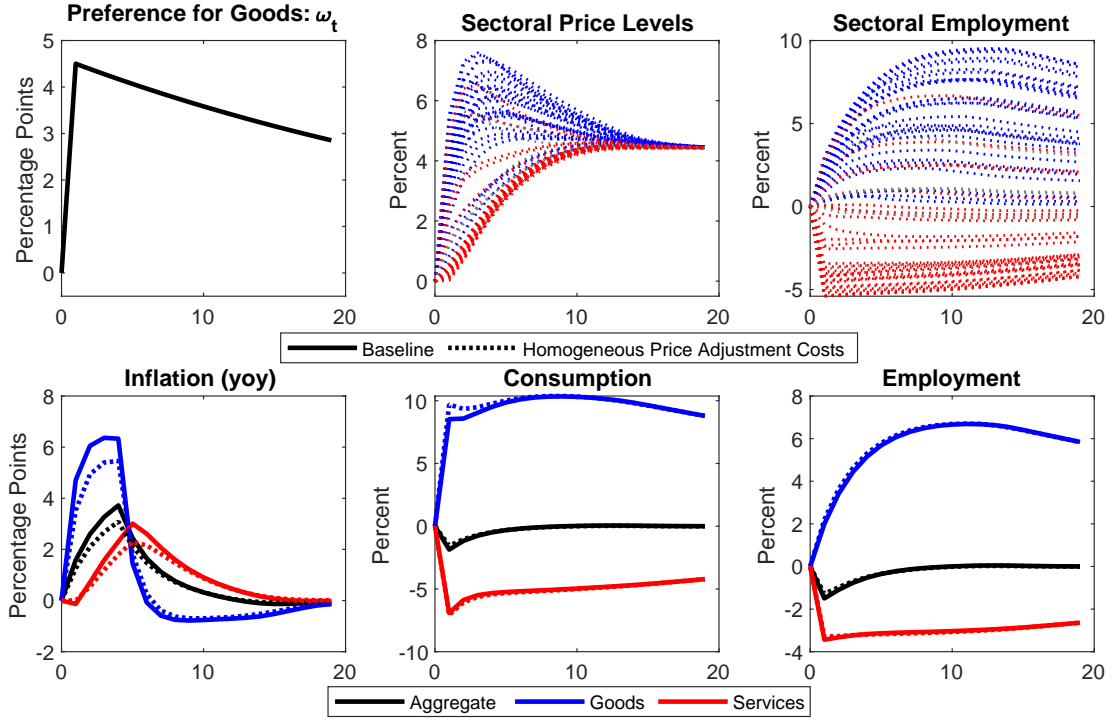 Preference for Goods: ωt
Percentage Points
5
4
3
2
1
0
0 10 20
Sectoral Price Levels
Percent
8
6
4
2
0
0 10 20
Sectoral Employment
Percent
10
5
0
-5
0 10 20
Baseline Homogeneous Price Adjustment Costs
Inflation (yoy)
Percentage Points
8
6
4
2
0
-2
0 10 20
Consumption
Percent
10
5
0
-5
-10
0 10 20
Employment
Percent
8
6
4
2
0
-2
-4
0 10 20
Aggregate Goods Services